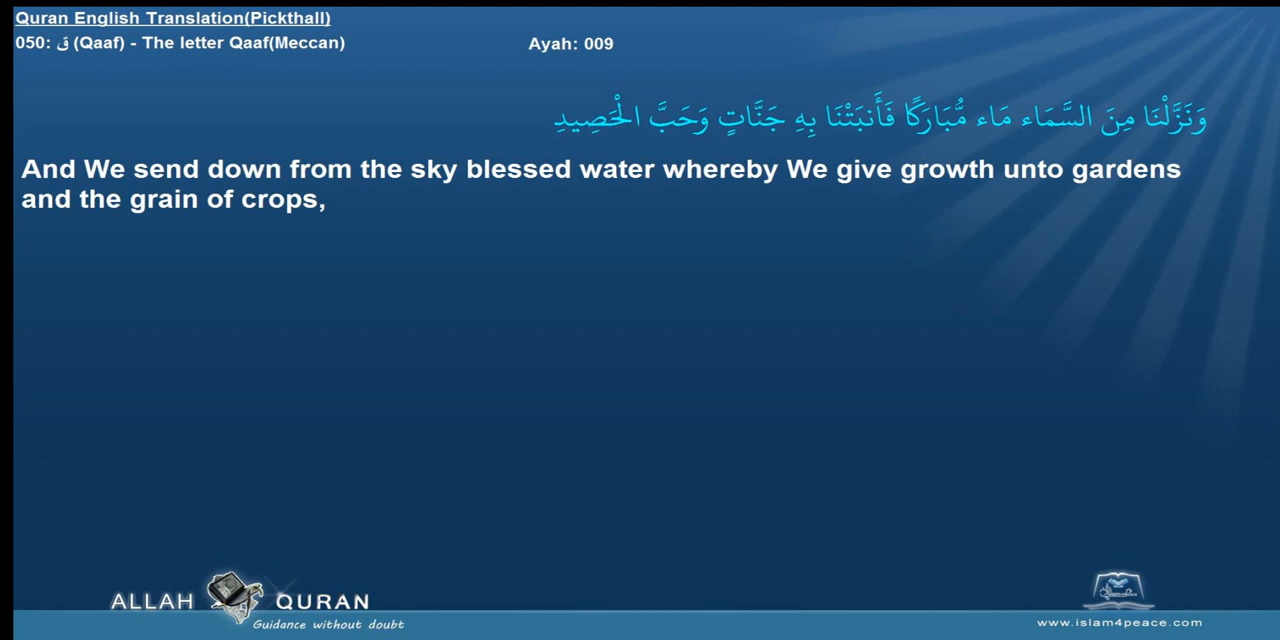 Quran English Translation(Pickthall)
050: ق (Qaaf) - The letter Qaaf(Meccan) Ayah: 009
وَنَزَّلْنَا مِنَ السَّمَاء مَاء مُّبَارَكًا فَأَنبَتْنَا بِهِ جَنَّاتٍ وَحَبَّ الْحَصِيدِ
And We send down from the sky blessed water whereby We give growth unto gardens
and the grain of crops,
ALLAH QURAN
Guidance without doubt
www.islam4peace.com